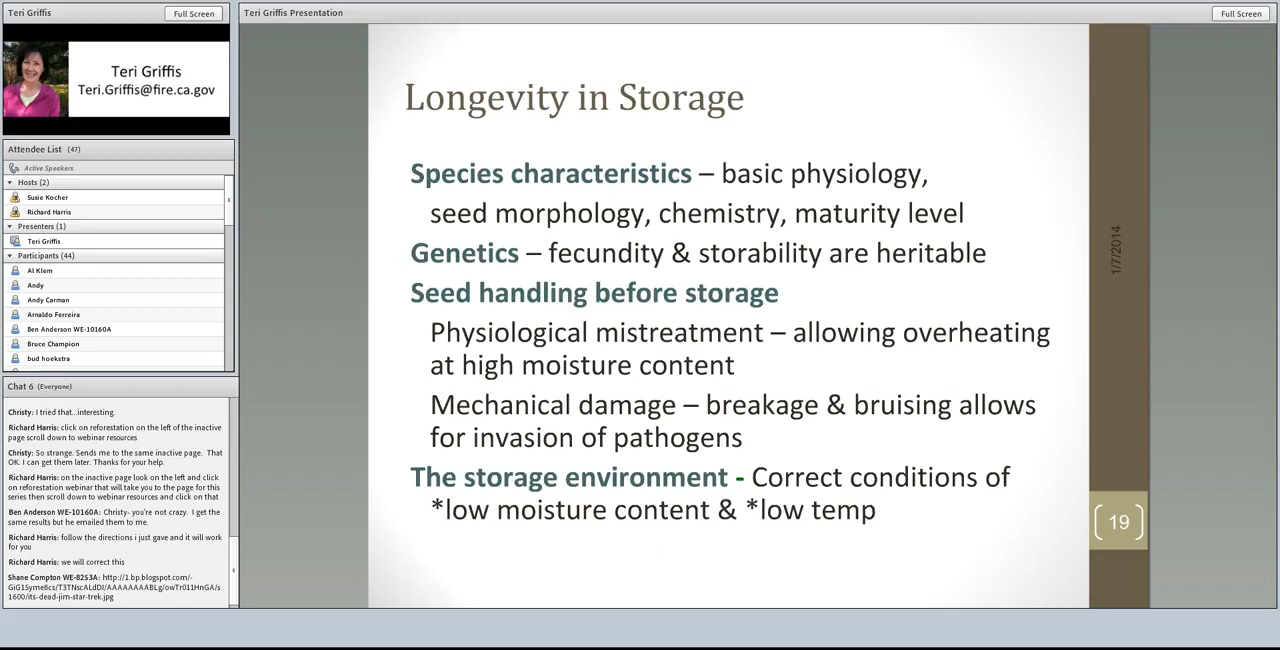 Teri Griffis
Full Screen
Teri Griffis
Teri.Griffis@fire.ca.gov
Attendee List (47)
Active Speakers
Hosts (2)
Susie Kocher
Richard Harris
Presenters (1)
Teri Griffis
Participants (44)
Al Klem
Andy
Andy Carman
Arnaldo Ferreira
Ben Anderson WE-10160A
Bruce Champion
bud hoekstra
Chat 6 (Everyone)
Christy: I tried that...interesting.
Richard Harris: click on reforestation on the left of the inactive
page scroll down to webinar resources
Christy: So strange. Sends me to the same inactive page. That
OK. I can get them later. Thanks for your help.
Richard Harris: on the inactive page look on the left and click
on reforestation webinar that will take you to the page for this
series then scroll down to webinar resources and click on that
Ben Anderson WE-10160A: Christy- you're not crazy. I get the
same results but he emailed them to me.
Richard Harris: follow the directions i just gave and it will work
for you
Richard Harris: we will correct this
Shane Compton WE-8253A: http://1.bp.blogspot.com/-
1600/its-dead-jim-star-trek.jpg
Teri Griffis Presentation
Full Screen
Longevity in Storage
Species characteristics – basic physiology,
seed morphology, chemistry, maturity level
Genetics – fecundity & storability are heritable
Seed handling before storage
Physiological mistreatment – allowing overheating
at high moisture content
Mechanical damage – breakage & bruising allows
for invasion of pathogens
The storage environment - Correct conditions of
*low moisture content & *low temp
1/7/2014
19